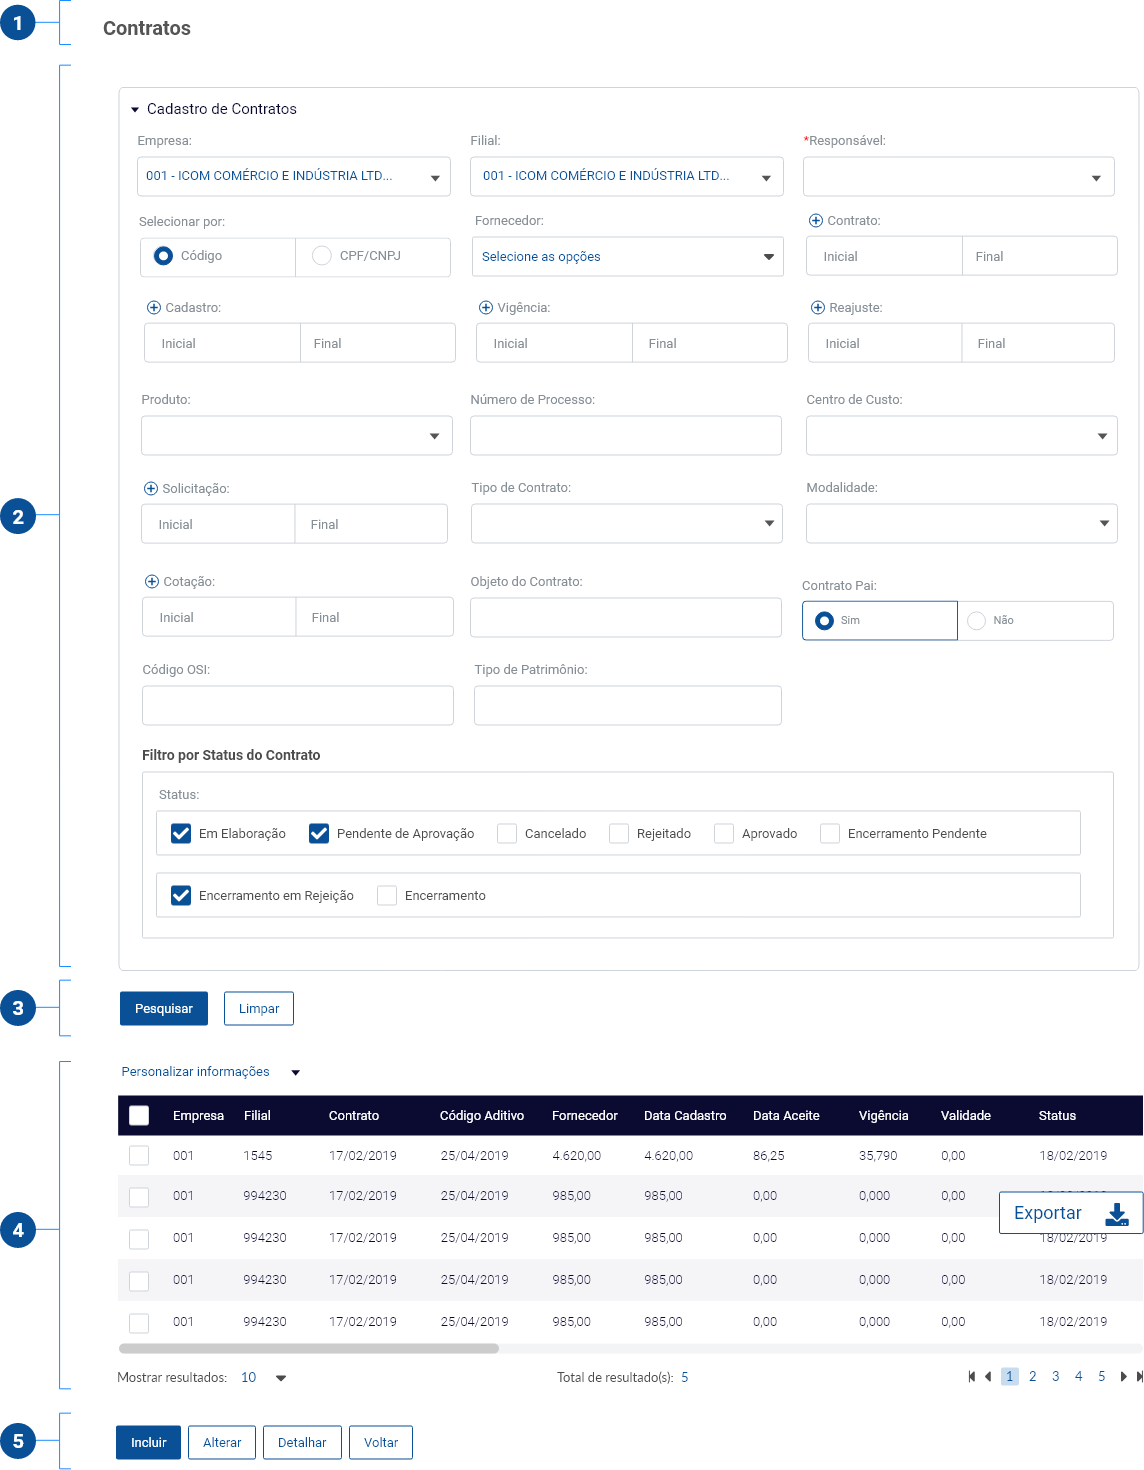 1
Contratos
Cadastro de Contratos
Empresa: Filial: *Responsável:
001 - ICOM COMÉRCIO E INDÚSTRIA LTD... 001 - ICOM COMÉRCIO E INDÚSTRIA LTD...
Selecionar por: Fornecedor: Contrato:
Código CPF/CNPJ Selecione as opções Inicial Final
Cadastro: Vigência: Reajuste:
Inicial Final Inicial Final Inicial Final
Produto: Número de Processo: Centro de Custo:
Solicitação: Tipo de Contrato: Modalidade:
2
Inicial Final
Cotação: Objeto do Contrato: Contrato Pai:
Inicial Final Sim Não
Código OSI: Tipo de Patrimônio:
Filtro por Status do Contrato
Status:
Em Elaboração Pendente de Aprovação Cancelado Rejeitado Aprovado Encerramento Pendente
Encerramento em Rejeição Encerramento
3
Pesquisar Limpar
Personalizar informações
Empresa Filial Contrato Código Aditivo Fornecedor Data Cadastro Data Aceite Vigência Validade Status
001 1545 17/02/2019 25/04/2019 4.620,00 4.620,00 86,25 35,790 0,00 18/02/2019
001 994230 17/02/2019 25/04/2019 985,00 985,00 0,00 0,000 0,00
Exportar
4
001 994230 17/02/2019 25/04/2019 985,00 985,00 0,00 0,000 0,00 18/02/2019
001 994230 17/02/2019 25/04/2019 985,00 985,00 0,00 0,000 0,00 18/02/2019
001 994230 17/02/2019 25/04/2019 985,00 985,00 0,00 0,000 0,00 18/02/2019
Mostrar resultados: 10 Total de resultado(s): 5 1 2 3 4 5
5
Incluir Alterar Detalhar Voltar